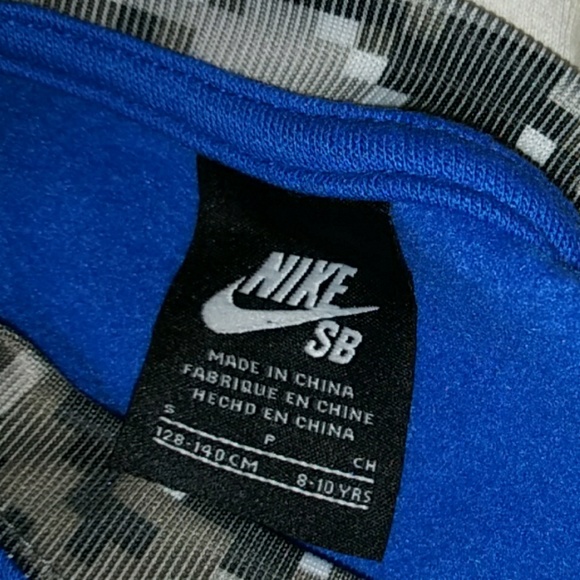 NIKE
SB
MADE IN CHINA
FABRIQUE EN CHINE
HECHO EN CHINA
S P CH
128-140 CM 8-10 YRS